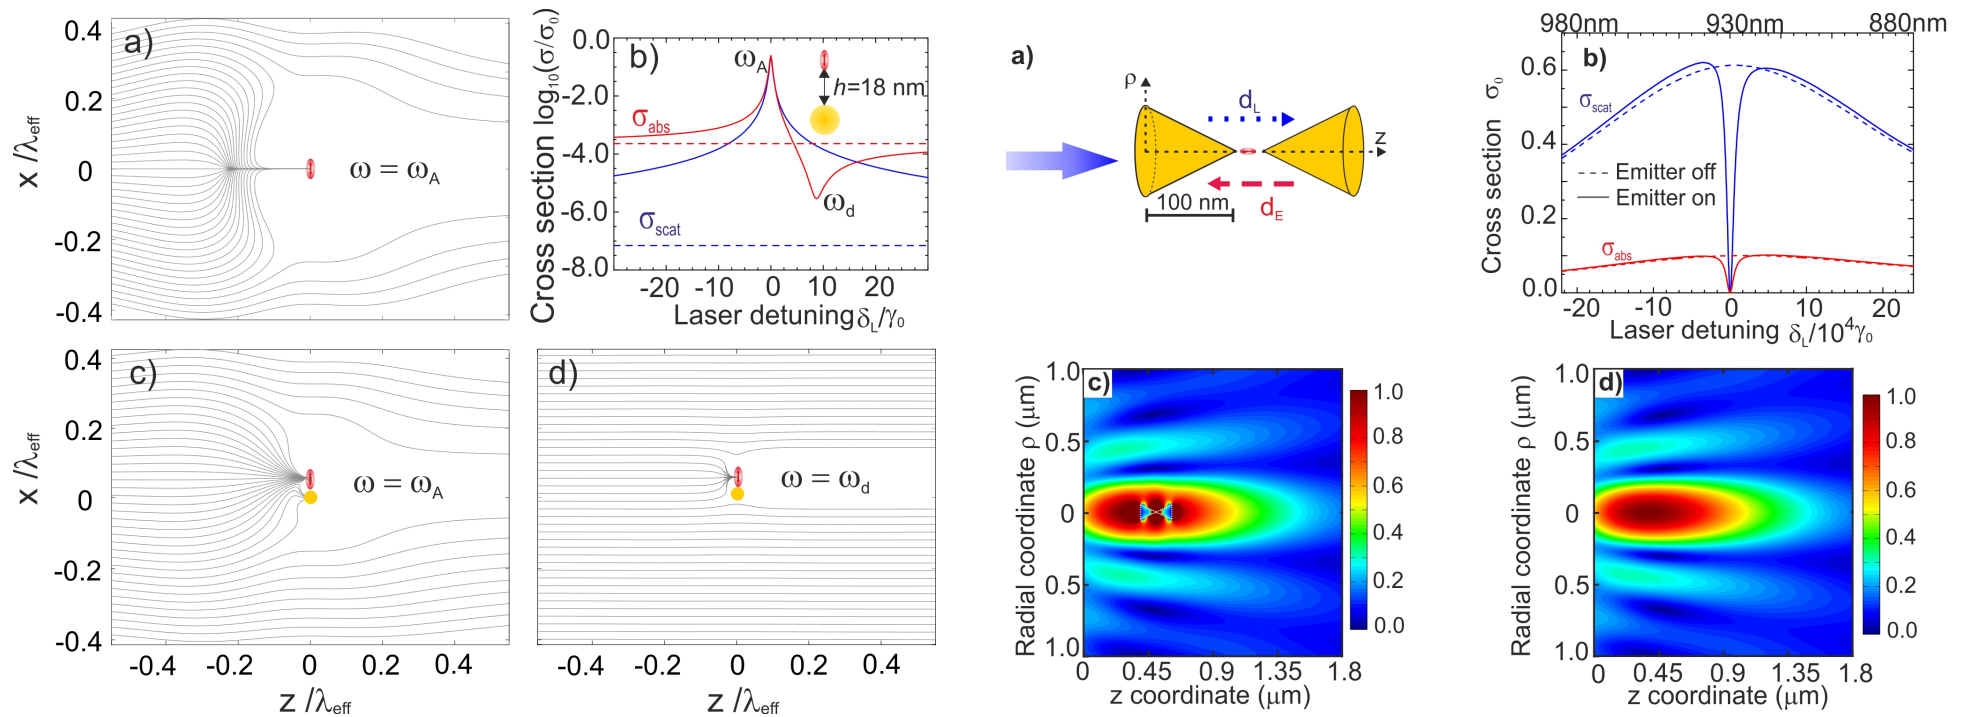 a)
x /λeff
0.4
0.2
0
-0.2
-0.4
ω = ωA
b)
Cross section log10(σ/σ0)
0.0
-2.0
-4.0
-6.0
-8.0
ωA
h=18 nm
σabs
ωd
σscat
-20 -10 0 10 20
Laser detuning δL/γ0
c)
x /λeff
0.4
0.2
0
-0.2
-0.4
ω = ωA
-0.4 -0.2 0 0.2 0.4
z /λeff
d)
ω = ωd
-0.4 -0.2 0 0.2 0.4
z /λeff
a)
ρ
dL
z
100 nm
dE
980nm 930nm 880nm
b)
Cross section σ0
0.6
0.4
0.2
0.0
σscat
Emitter off
Emitter on
σabs
-20 -10 0 10 20
Laser detuning δL/10⁴γ0
c)
Radial coordinate ρ (μm)
1.0
0.5
0
0.5
1.0
0 0.45 0.9 1.35 1.8
z coordinate (μm)
1.0
0.8
0.6
0.4
0.2
0.0
d)
Radial coordinate ρ (μm)
1.0
0.5
0
0.5
1.0
0 0.45 0.9 1.35 1.8
z coordinate (μm)
1.0
0.8
0.6
0.4
0.2
0.0